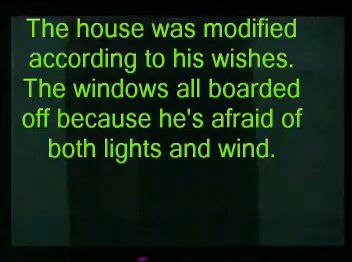 The house was modified
according to his wishes.
The windows all boarded
off because he's afraid of
both lights and wind.